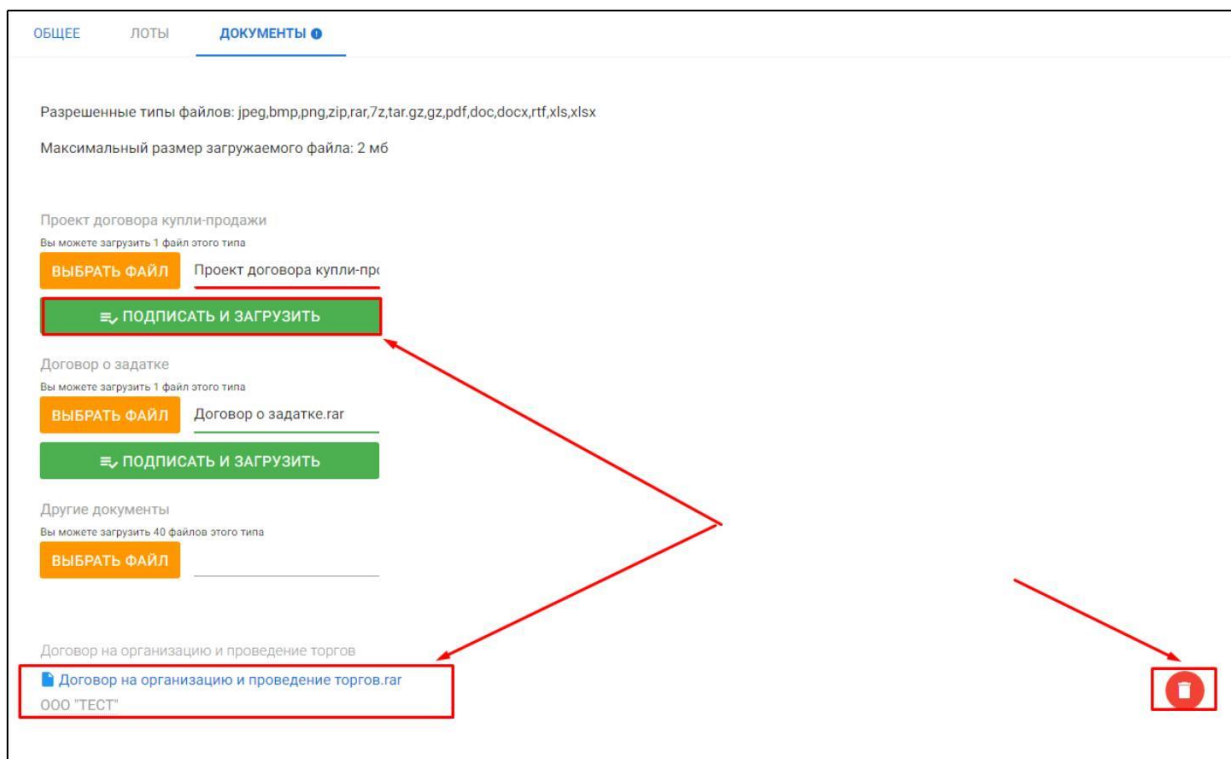 ОБЩЕЕ ЛОТЫ ДОКУМЕНТЫ
Разрешенные типы файлов: jpeg,bmp,png,zip,rar,7z,tar.gz,gz,pdf,doc,docx,rtf,xls,xlsx
Максимальный размер загружаемого файла: 2 мб
Проект договора купли-продажи
Вы можете загрузить 1 файл этого типа
ВЫБРАТЬ ФАЙЛ Проект договора купли-про
ПОДПИСАТЬ И ЗАГРУЗИТЬ
Договор о задатке
Вы можете загрузить 1 файл этого типа
ВЫБРАТЬ ФАЙЛ Договор о задатке.rar
ПОДПИСАТЬ И ЗАГРУЗИТЬ
Другие документы
Вы можете загрузить 40 файлов этого типа
ВЫБРАТЬ ФАЙЛ
Договор на организацию и проведение торгов
Договор на организацию и проведение торгов.rar
ООО "ТЕСТ"